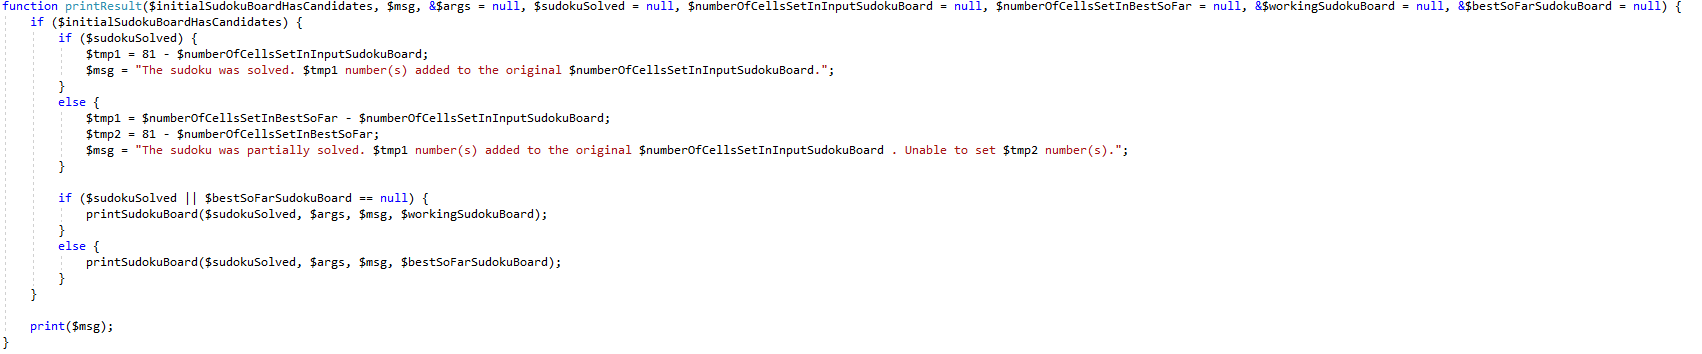 function printResult($initialSudokuBoardHasCandidates, $msg, &$args = null, $sudokuSolved = null, $numberOfCellsSetInInputSudokuBoard = null, $numberOfCellsSetInBestSoFar = null, &$workingSudokuBoard = null, &$bestSoFarSudokuBoard = null) {
    if ($initialSudokuBoardHasCandidates) {
        if ($sudokuSolved) {
            $tmp1 = 81 - $numberOfCellsSetInInputSudokuBoard;
            $msg = "The sudoku was solved. $tmp1 number(s) added to the original $numberOfCellsSetInInputSudokuBoard.";
        }
        else {
            $tmp1 = $numberOfCellsSetInBestSoFar - $numberOfCellsSetInInputSudokuBoard;
            $tmp2 = 81 - $numberOfCellsSetInBestSoFar;
            $msg = "The sudoku was partially solved. $tmp1 number(s) added to the original $numberOfCellsSetInInputSudokuBoard . Unable to set $tmp2 number(s).";
        }

        if ($sudokuSolved || $bestSoFarSudokuBoard == null) {
            printSudokuBoard($sudokuSolved, $args, $msg, $workingSudokuBoard);
        }
        else {
            printSudokuBoard($sudokuSolved, $args, $msg, $bestSoFarSudokuBoard);
        }
    }

    print($msg);
}